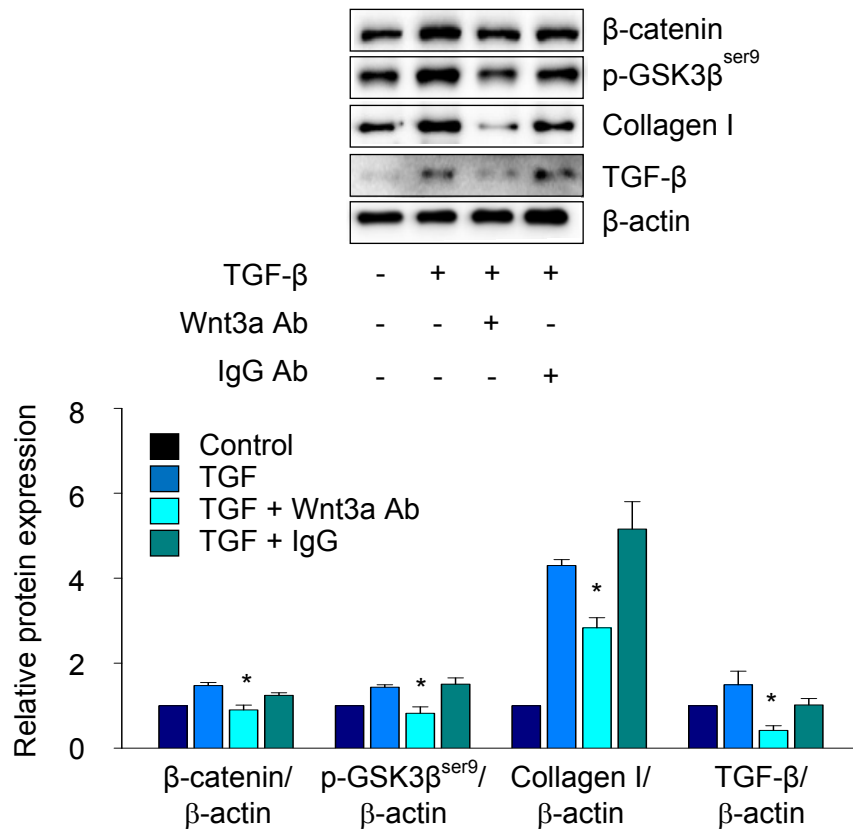 β-catenin
p-GSK3β^ser9
Collagen I
TGF-β
β-actin
TGF-β - + + +
Wnt3a Ab - - + -
IgG Ab - - - +
Relative protein expression
8
6
4
2
0
Control
TGF
TGF + Wnt3a Ab
TGF + IgG
* * * *
β-catenin/ p-GSK3β^ser9/ Collagen I/ TGF-β/
β-actin β-actin β-actin β-actin